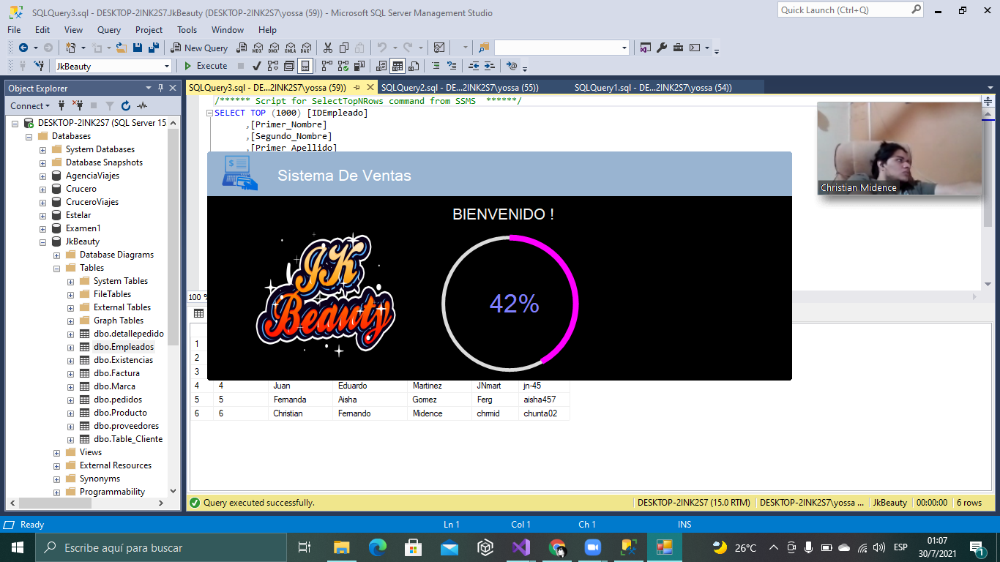 SQLQuery3.sql - DESKTOP-2INK2S7.JkBeauty (DESKTOP-2INK2S7\yossa (59)) - Microsoft SQL Server Management Studio
Quick Launch (Ctrl+Q)
File Edit View Query Project Tools Window Help
New Query
MDX DMX XMLA DAX
JkBeauty
Execute
Object Explorer
SQLQuery3.sql - DE...2INK2S7\yossa (59))
SQLQuery2.sql - DE...2INK2S7\yossa (55))
SQLQuery1.sql - DE...2INK2S7\yossa (54))
Connect
DESKTOP-2INK2S7 (SQL Server 15
Databases
System Databases
Database Snapshots
AgenciaViajes
Crucero
CruceroViajes
Estelar
Examen1
JkBeauty
Database Diagrams
Tables
System Tables
FileTables
External Tables
Graph Tables
dbo.detallepedido
dbo.Empleados
dbo.Existencias
dbo.Factura
dbo.Marca
dbo.pedidos
dbo.Producto
dbo.proveedores
dbo.Table_Cliente
Views
External Resources
Synonyms
Programmability
/****** Script for SelectTopNRows command from SSMS ******/
SELECT TOP (1000) [IDEmpleado]
,[Primer_Nombre]
,[Segundo_Nombre]
,[Primer_Apellido]
Christian Midence
Sistema De Ventas
BIENVENIDO !
JK
Beauty
42%
100 %
1
2
3
4 4 Juan Eduardo Martinez JNmart jn-45
5 5 Fernanda Aisha Gomez Ferg aisha457
6 6 Christian Fernando Midence chrmid chunta02
Query executed successfully.
DESKTOP-2INK2S7 (15.0 RTM)
DESKTOP-2INK2S7\yossa ...
JkBeauty
00:00:00
6 rows
Ready
Ln 1
Col 1
Ch 1
INS
Escribe aquí para buscar
26°C
ESP
01:07
30/7/2021
1